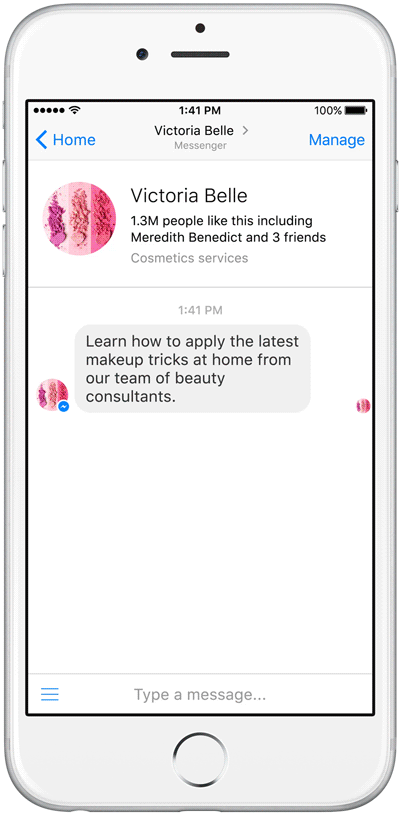 1:41 PM
100%
Home
Victoria Belle
Messenger
Manage
Victoria Belle
1.3M people like this including
Meredith Benedict and 3 friends
Cosmetics services
1:41 PM
Learn how to apply the latest
makeup tricks at home from
our team of beauty
consultants.
Type a message...